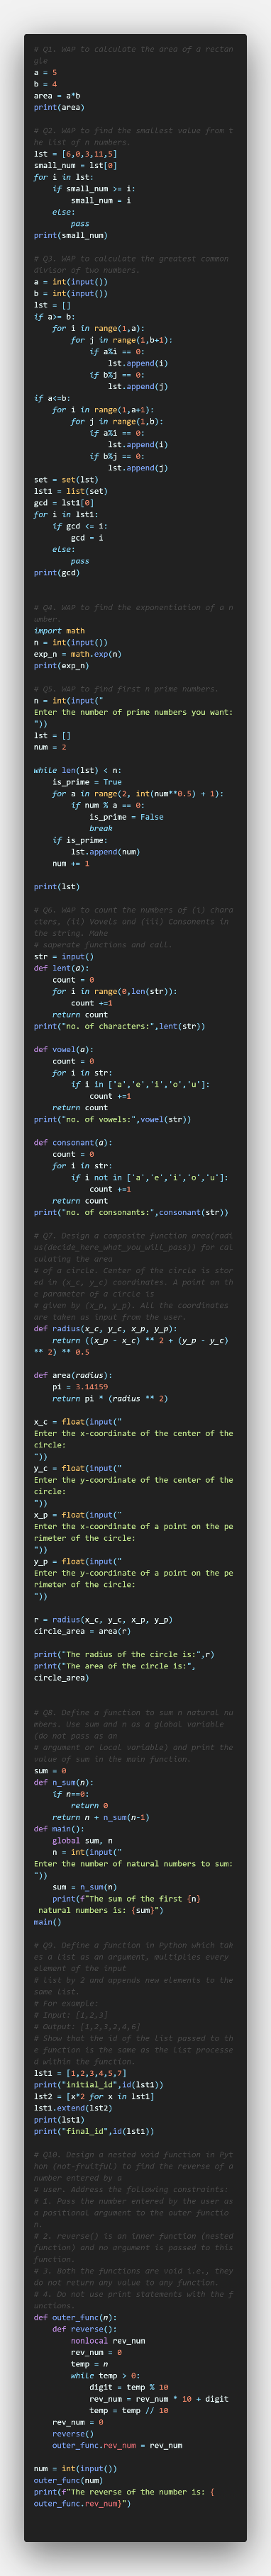 # Q1. WAP to calculate the area of a rectan
gle
a = 5
b = 4
area = a*b
print(area)
# Q2. WAP to find the smallest value from t
he list of n numbers.
lst = [6,0,3,11,5]
small_num = lst[0]
for i in lst:
if small_num >= i:
small_num = i
else:
pass
print(small_num)
# Q3. WAP to calculate the greatest common
divisor of two numbers.
a = int(input())
b = int(input())
lst = []
if a>= b:
for i in range(1,a):
for j in range(1,b+1):
if a%i == 0:
lst.append(i)
if b%j == 0:
lst.append(j)
if a<=b:
for i in range(1,a+1):
for j in range(1,b):
if a%i == 0:
lst.append(i)
if b%j == 0:
lst.append(j)
set = set(lst)
lst1 = list(set)
gcd = lst1[0]
for i in lst1:
if gcd <= i:
gcd = i
else:
pass
print(gcd)
# Q4. WAP to find the exponentiation of a n
umber.
import math
n = int(input())
exp_n = math.exp(n)
print(exp_n)
# Q5. WAP to find first n prime numbers.
n = int(input("
Enter the number of prime numbers you want:
"))
lst = []
num = 2
while len(lst) < n:
is_prime = True
for a in range(2, int(num**0.5) + 1):
if num % a == 0:
is_prime = False
break
if is_prime:
lst.append(num)
num += 1
print(lst)
# Q6. WAP to count the numbers of (i) chara
cters, (ii) Vovels and (iii) Consonents in
the string. Make
# saperate functions and call.
str = input()
def lent(a):
count = 0
for i in range(0,len(str)):
count +=1
return count
print("no. of characters:",lent(str))
def vowel(a):
count = 0
for i in str:
if i in ['a','e','i','o','u']:
count +=1
return count
print("no. of vowels:",vowel(str))
def consonant(a):
count = 0
for i in str:
if i not in ['a','e','i','o','u']:
count +=1
return count
print("no. of consonants:",consonant(str))
# Q7. Design a composite function area(radi
us(decide_here_what_you_will_pass)) for cal
culating the area
# of a circle. Center of the circle is stor
ed in (x_c, y_c) coordinates. A point on th
e parameter of a circle is
# given by (x_p, y_p). All the coordinates
are taken as input from the user.
def radius(x_c, y_c, x_p, y_p):
return ((x_p - x_c) ** 2 + (y_p - y_c)
** 2) ** 0.5
def area(radius):
pi = 3.14159
return pi * (radius ** 2)
x_c = float(input("
Enter the x-coordinate of the center of the
circle:
"))
y_c = float(input("
Enter the y-coordinate of the center of the
circle:
"))
x_p = float(input("
Enter the x-coordinate of a point on the pe
rimeter of the circle:
"))
y_p = float(input("
Enter the y-coordinate of a point on the pe
rimeter of the circle:
"))
r = radius(x_c, y_c, x_p, y_p)
circle_area = area(r)
print("The radius of the circle is:",r)
print("The area of the circle is:",
circle_area)
# Q8. Define a function to sum n natural nu
mbers. Use sum and n as a global variable
(do not pass as an
# argument or local variable) and print the
value of sum in the main function.
sum = 0
def n_sum(n):
if n==0:
return 0
return n + n_sum(n-1)
def main():
global sum, n
n = int(input("
Enter the number of natural numbers to sum:
"))
sum = n_sum(n)
print(f"The sum of the first {n}
natural numbers is: {sum}")
main()
# Q9. Define a function in Python which tak
es a list as an argument, multiplies every
element of the input
# list by 2 and appends new elements to the
same list.
# For example:
# Input: [1,2,3]
# Output: [1,2,3,2,4,6]
# Show that the id of the list passed to th
e function is the same as the list processe
d within the function.
lst1 = [1,2,3,4,5,7]
print("initial_id",id(lst1))
lst2 = [x*2 for x in lst1]
lst1.extend(lst2)
print(lst1)
print("final_id",id(lst1))
# Q10. Design a nested void function in Pyt
hon (not-fruitful) to find the reverse of a
number entered by a
# user. Address the following constraints:
# 1. Pass the number entered by the user as
a positional argument to the outer functio
n.
# 2. reverse() is an inner function (nested
function) and no argument is passed to this
function.
# 3. Both the functions are void i.e., they
do not return any value to any function.
# 4. Do not use print statements with the f
unctions.
def outer_func(n):
def reverse():
nonlocal rev_num
rev_num = 0
temp = n
while temp > 0:
digit = temp % 10
rev_num = rev_num * 10 + digit
temp = temp // 10
rev_num = 0
reverse()
outer_func.rev_num = rev_num
num = int(input())
outer_func(num)
print(f"The reverse of the number is: {
outer_func.rev_num}")